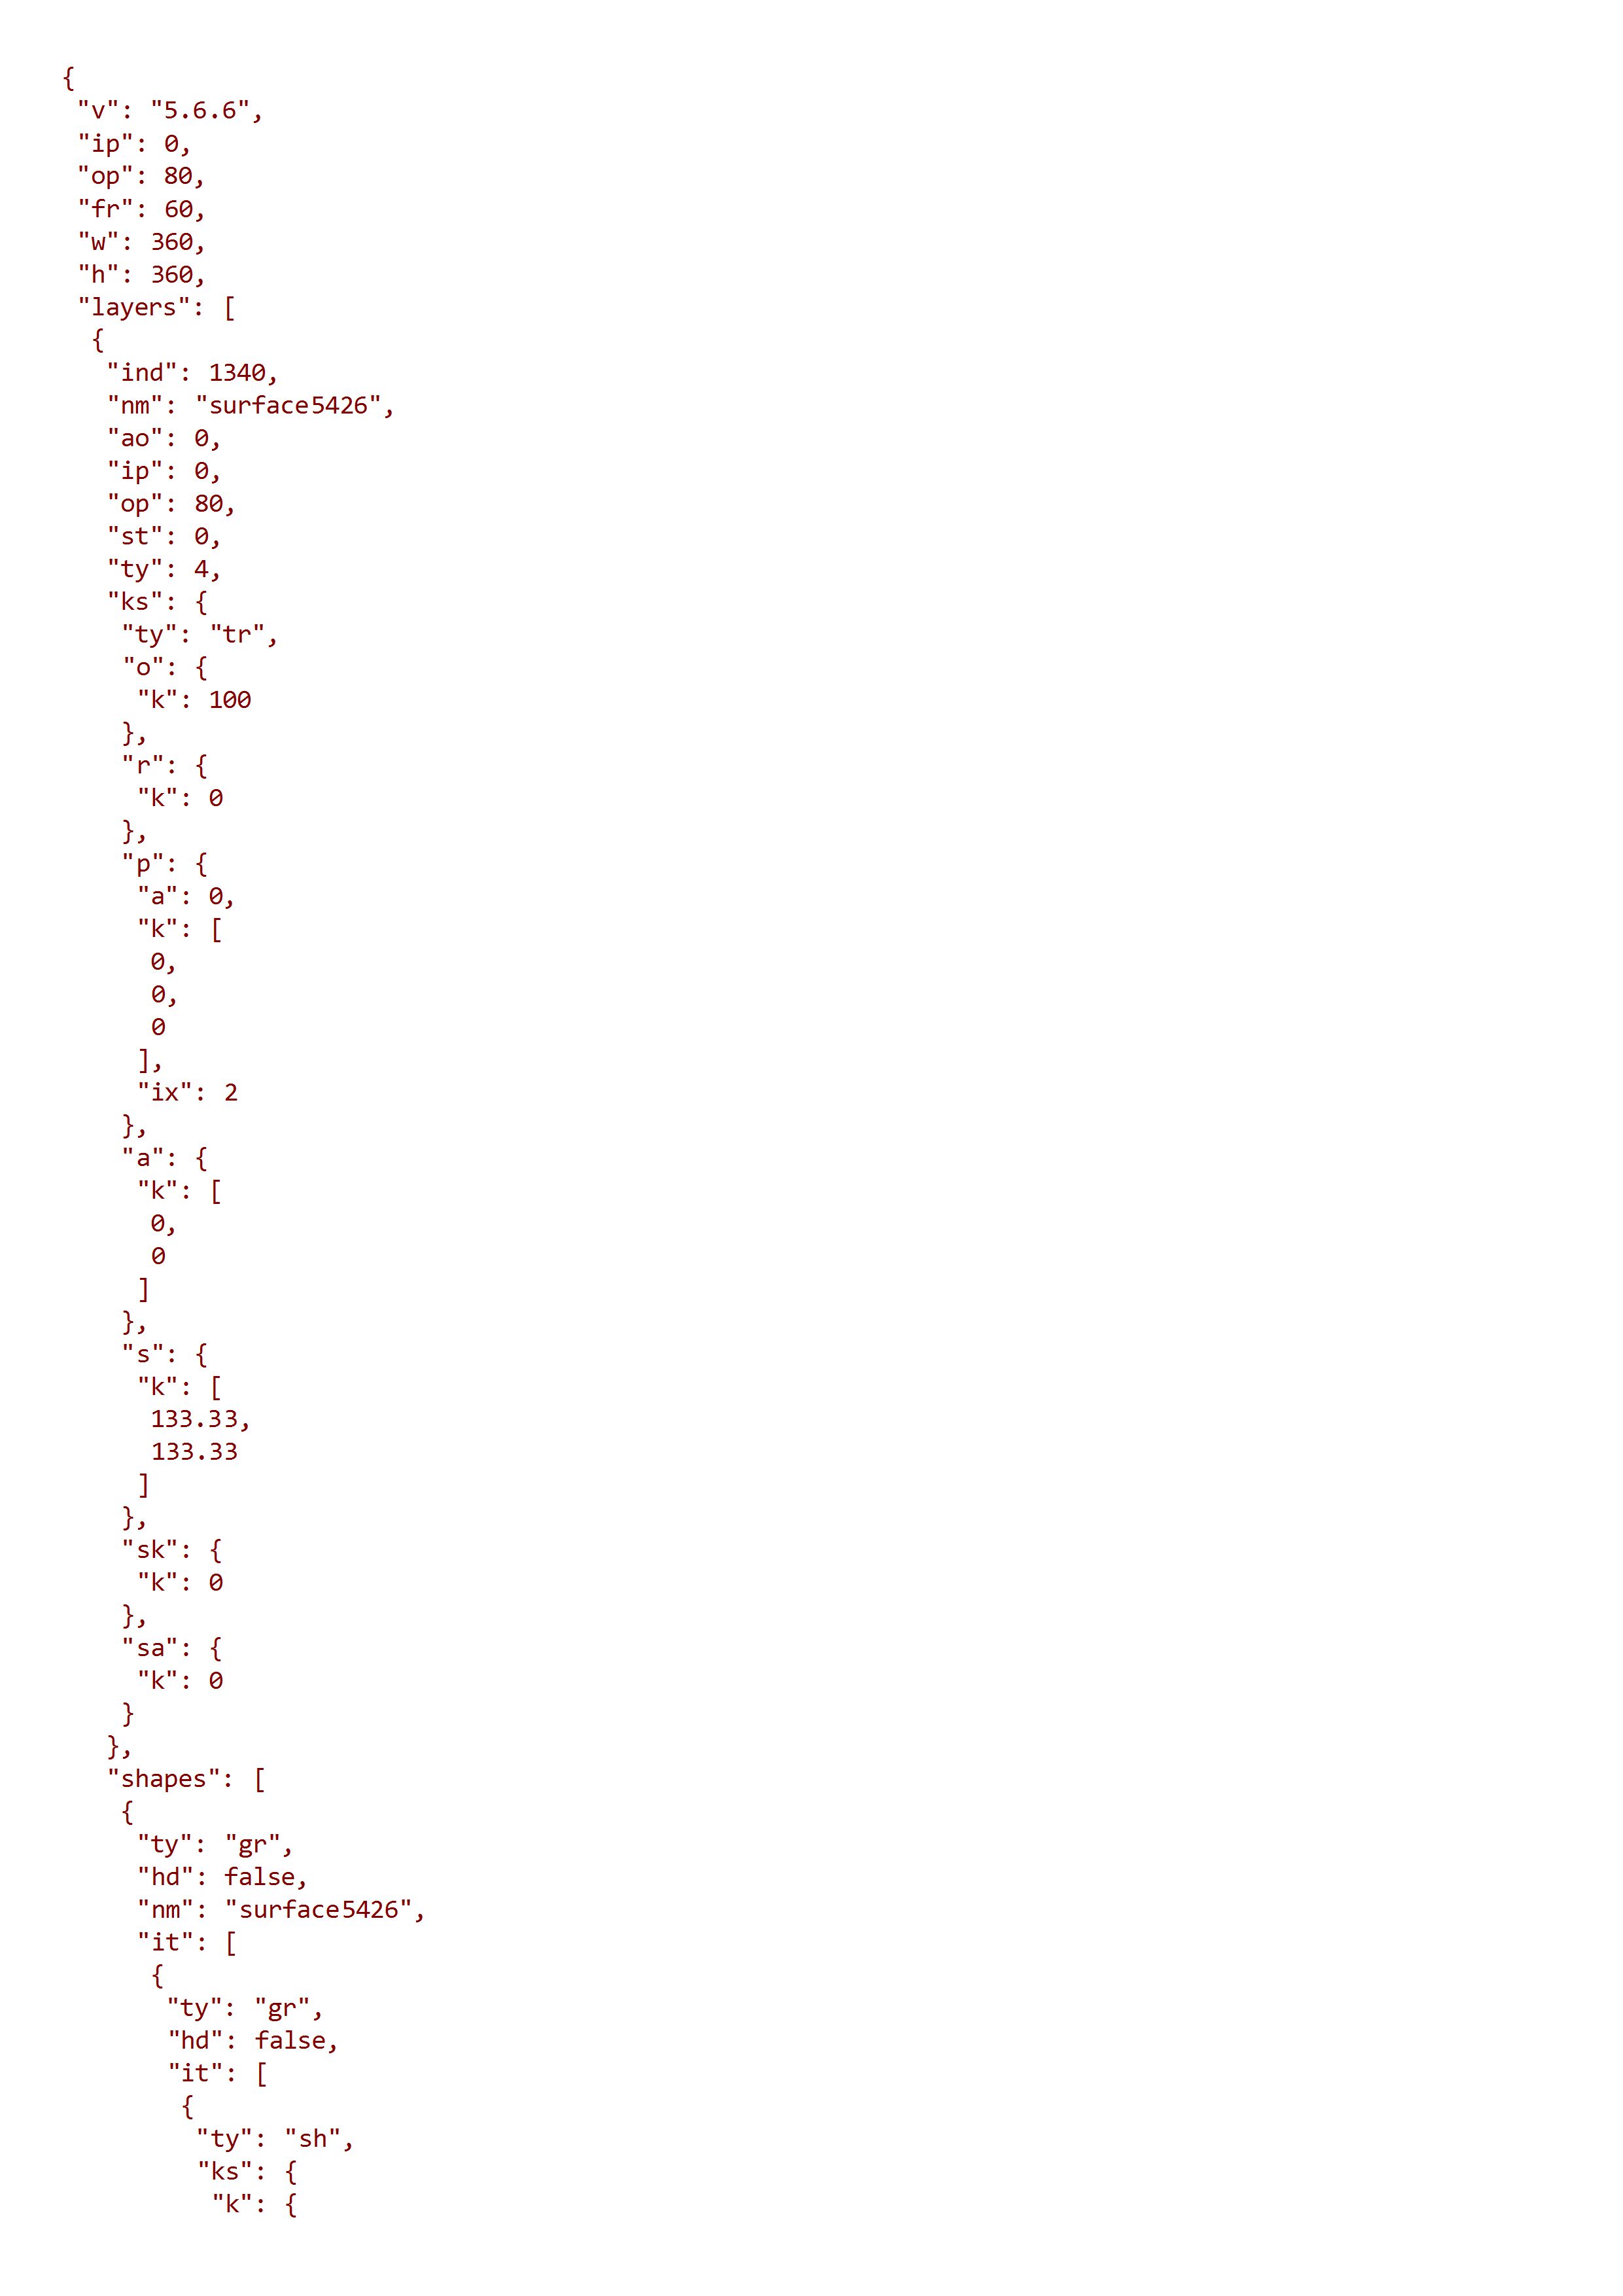 {
 "v": "5.6.6",
 "ip": 0,
 "op": 80,
 "fr": 60,
 "w": 360,
 "h": 360,
 "layers": [
  {
   "ind": 1340,
   "nm": "surface5426",
   "ao": 0,
   "ip": 0,
   "op": 80,
   "st": 0,
   "ty": 4,
   "ks": {
    "ty": "tr",
    "o": {
     "k": 100
    },
    "r": {
     "k": 0
    },
    "p": {
     "a": 0,
     "k": [
      0,
      0,
      0
     ],
     "ix": 2
    },
    "a": {
     "k": [
      0,
      0
     ]
    },
    "s": {
     "k": [
      133.33,
      133.33
     ]
    },
    "sk": {
     "k": 0
    },
    "sa": {
     "k": 0
    }
   },
   "shapes": [
    {
     "ty": "gr",
     "hd": false,
     "nm": "surface5426",
     "it": [
      {
       "ty": "gr",
       "hd": false,
       "it": [
        {
         "ty": "sh",
         "ks": {
          "k": {